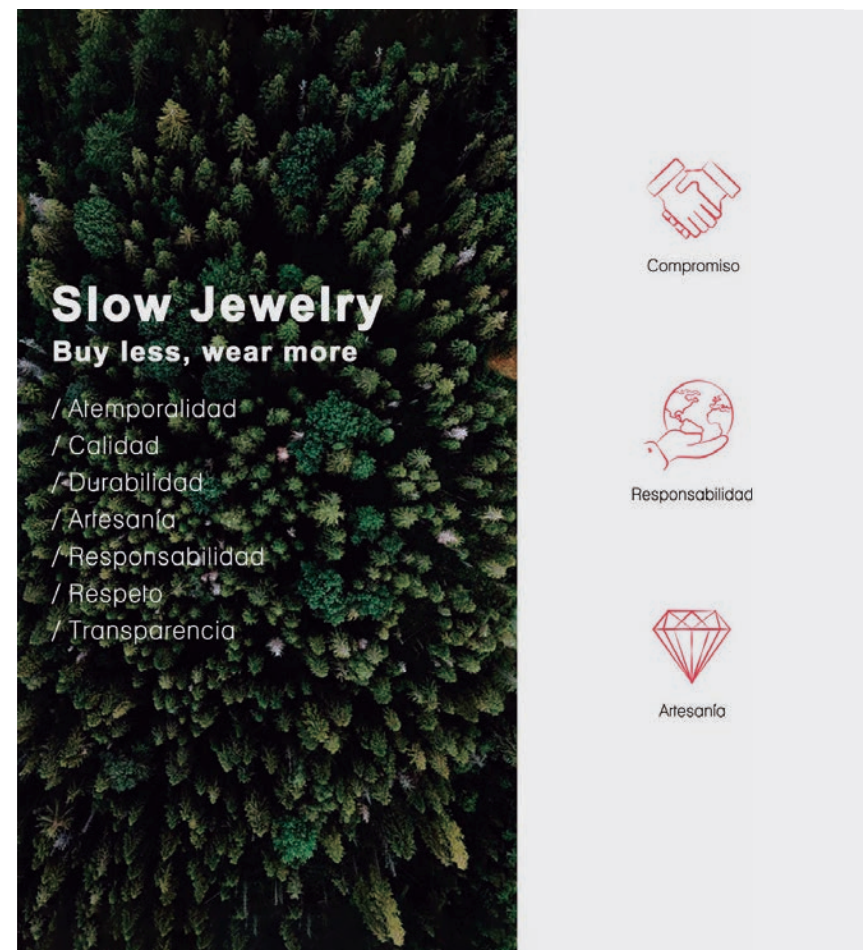 Slow Jewelry
Buy less, wear more
/ Atemporalidad
/ Calidad
/ Durabilidad
/ Artesanía
/ Responsabilidad
/ Respeto
/ Transparencia
Compromiso
Responsabilidad
Artesanía